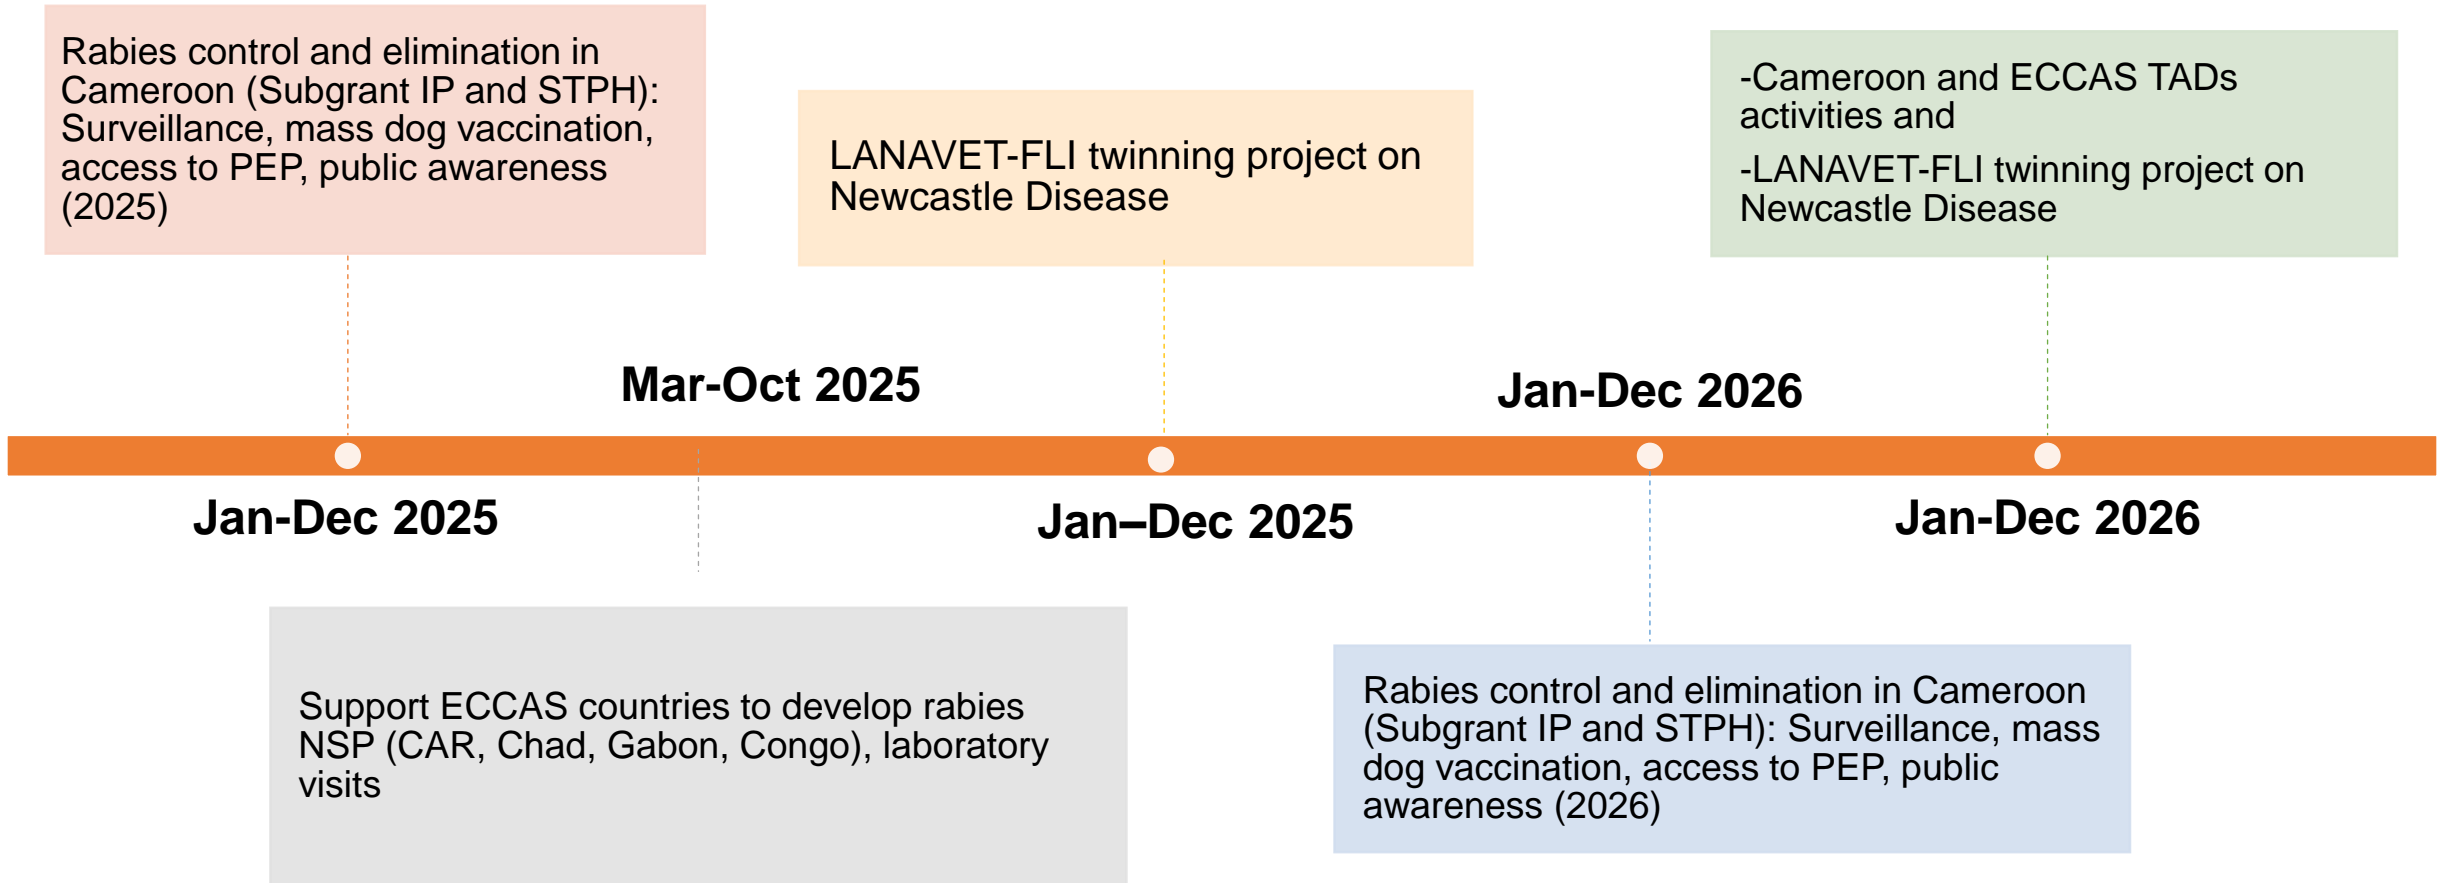 Rabies control and elimination in
Cameroon (Subgrant IP and STPH):
Surveillance, mass dog vaccination,
access to PEP, public awareness
(2025)
LANAVET-FLI twinning project on
Newcastle Disease
-Cameroon and ECCAS TADs
activities and
-LANAVET-FLI twinning project on
Newcastle Disease
Mar-Oct 2025
Jan-Dec 2026
Jan-Dec 2025
Jan–Dec 2025
Jan-Dec 2026
Support ECCAS countries to develop rabies
NSP (CAR, Chad, Gabon, Congo), laboratory
visits
Rabies control and elimination in Cameroon
(Subgrant IP and STPH): Surveillance, mass
dog vaccination, access to PEP, public
awareness (2026)